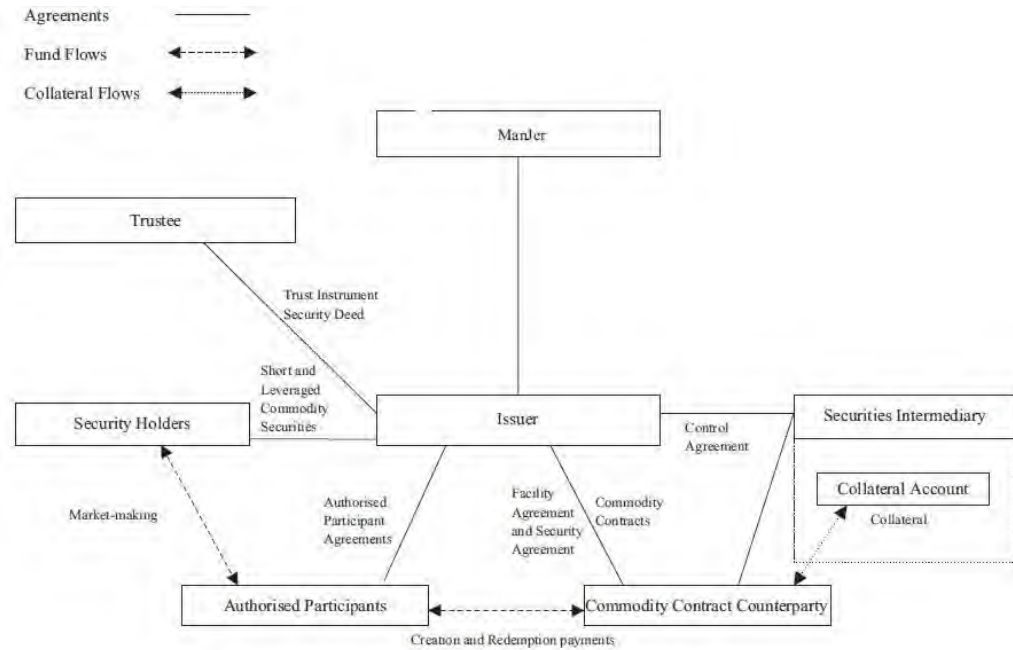 Agreements
Fund Flows
Collateral Flows
ManJer
Trustee
Trust Instrument
Security Deed
Short and
Leveraged
Commodity
Securities
Security Holders
Issuer
Securities Intermediary
Control
Agreement
Collateral Account
Collateral
Market-making
Authorised
Participant
Agreements
Facility
Agreement
and Security
Agreement
Commodity
Contracts
Authorised Participants
Commodity Contract Counterparty
Creation and Redemption payments